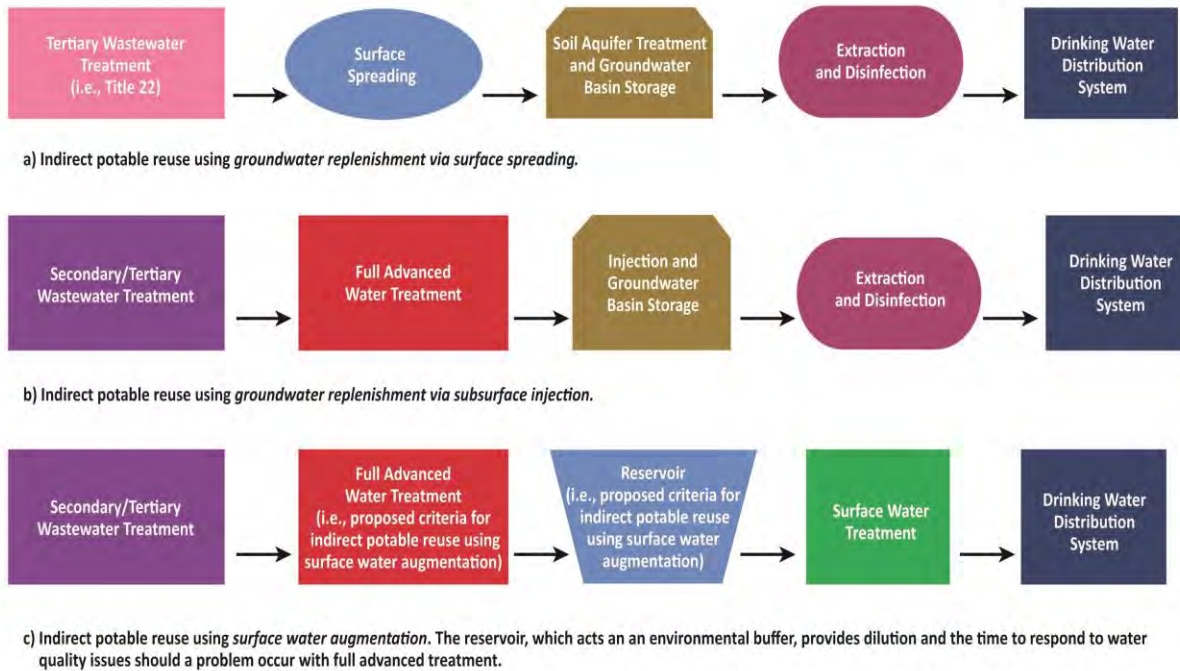 Tertiary Wastewater
Treatment
(i.e., Title 22)
Surface
Spreading
Soil Aquifer Treatment
and Groundwater
Basin Storage
Extraction
and Disinfection
Drinking Water
Distribution
System
a) Indirect potable reuse using groundwater replenishment via surface spreading.
Secondary/Tertiary
Wastewater Treatment
Full Advanced
Water Treatment
Injection and
Groundwater
Basin Storage
Extraction
and Disinfection
Drinking Water
Distribution
System
b) Indirect potable reuse using groundwater replenishment via subsurface injection.
Secondary/Tertiary
Wastewater Treatment
Full Advanced
Water Treatment
(i.e., proposed criteria for
indirect potable reuse using
surface water augmentation)
Reservoir
(i.e., proposed criteria for
indirect potable reuse
using surface water
augmentation)
Surface Water
Treatment
Drinking Water
Distribution
System
c) Indirect potable reuse using surface water augmentation. The reservoir, which acts an an environmental buffer, provides dilution and the time to respond to water
quality issues should a problem occur with full advanced treatment.